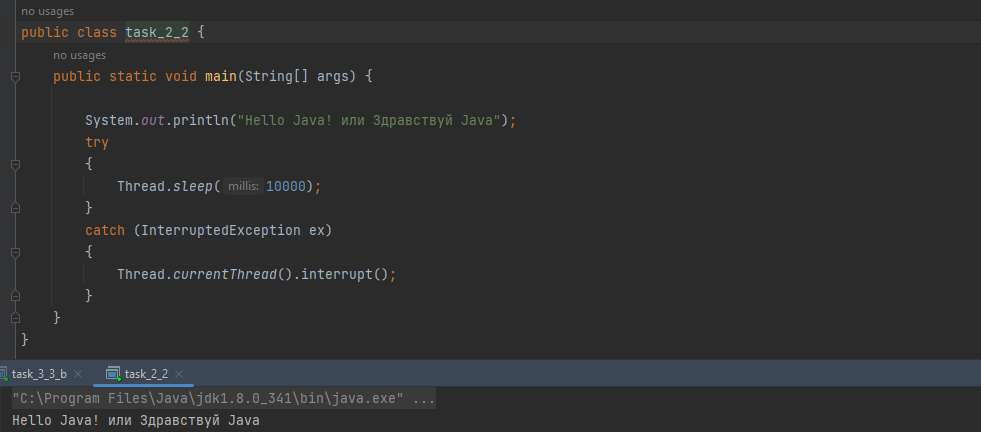 no usages
public class task_2_2 {
no usages
public static void main(String[] args) {
System.out.println("Hello Java! или Здравствуй Java");
try
{
Thread.sleep( millis: 10000);
}
catch (InterruptedException ex)
{
Thread.currentThread().interrupt();
}
}
}
task_3_3_b × task_2_2 ×
"C:\Program Files\Java\jdk1.8.0_341\bin\java.exe" ...
Hello Java! или Здравствуй Java